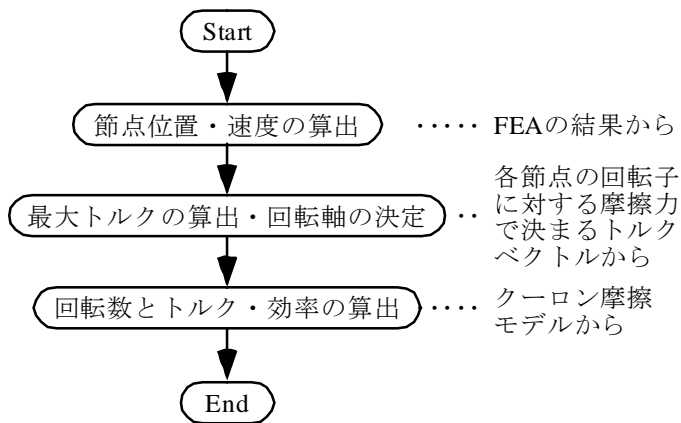 Start
節点位置・速度の算出 ····· FEAの結果から
最大トルクの算出・回転軸の決定 ··
各節点の回転子
に対する摩擦力
で決まるトルク
ベクトルから
回転数とトルク・効率の算出 ····
クーロン摩擦
モデルから
End